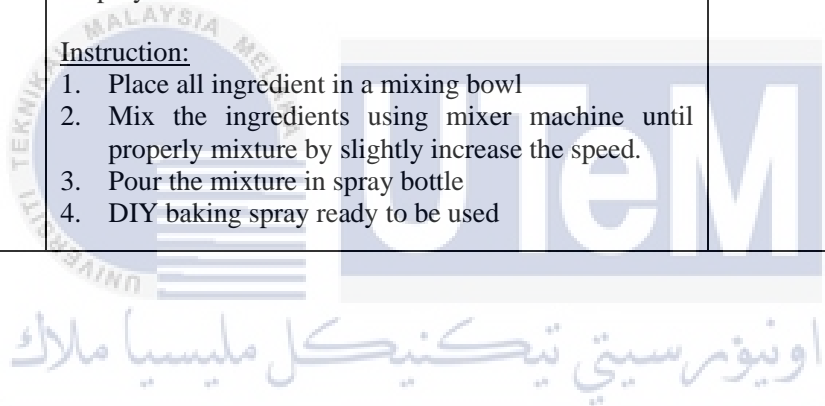 Instruction:
1. Place all ingredient in a mixing bowl
2. Mix the ingredients using mixer machine until
properly mixture by slightly increase the speed.
3. Pour the mixture in spray bottle
4. DIY baking spray ready to be used
UTeM
اونيۏرسيتي تيكنيكل مليسيا ملاك